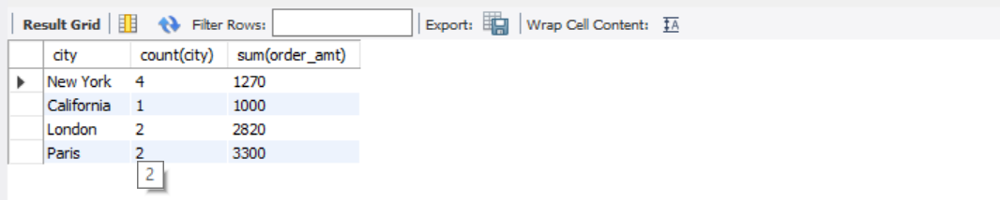 Result Grid Filter Rows: Export: Wrap Cell Content: IA
city count(city) sum(order_amt)
New York 4 1270
California 1 1000
London 2 2820
Paris 2 3300
2